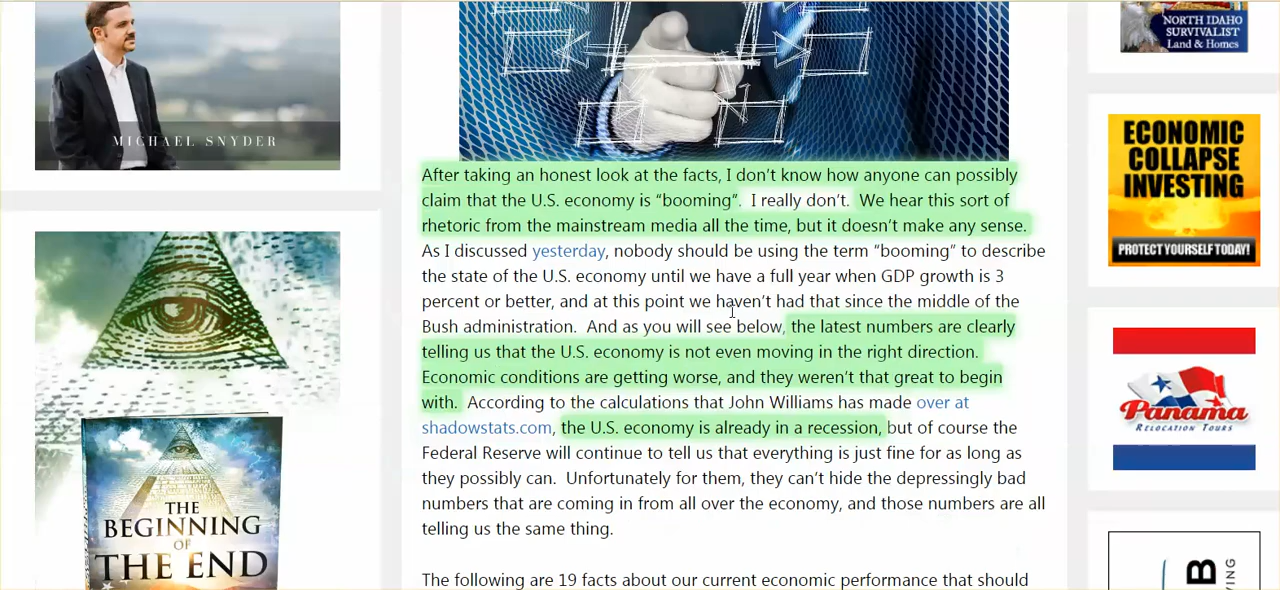 MICHAEL SNYDER
THE
BEGINNING
OF
THE END
After taking an honest look at the facts, I don’t know how anyone can possibly
claim that the U.S. economy is “booming”.  I really don’t.  We hear this sort of
rhetoric from the mainstream media all the time, but it doesn’t make any sense.
As I discussed yesterday, nobody should be using the term “booming” to describe
the state of the U.S. economy until we have a full year when GDP growth is 3
percent or better, and at this point we haven’t had that since the middle of the
Bush administration.  And as you will see below, the latest numbers are clearly
telling us that the U.S. economy is not even moving in the right direction.
Economic conditions are getting worse, and they weren’t that great to begin
with.  According to the calculations that John Williams has made over at
shadowstats.com, the U.S. economy is already in a recession, but of course the
Federal Reserve will continue to tell us that everything is just fine for as long as
they possibly can.  Unfortunately for them, they can’t hide the depressingly bad
numbers that are coming in from all over the economy, and those numbers are all
telling us the same thing.
The following are 19 facts about our current economic performance that should
NORTH IDAHO
SURVIVALIST
Land & Homes
ECONOMIC
COLLAPSE
INVESTING
PROTECT YOURSELF TODAY!
Panama
RELOCATION TOURS
B
VING